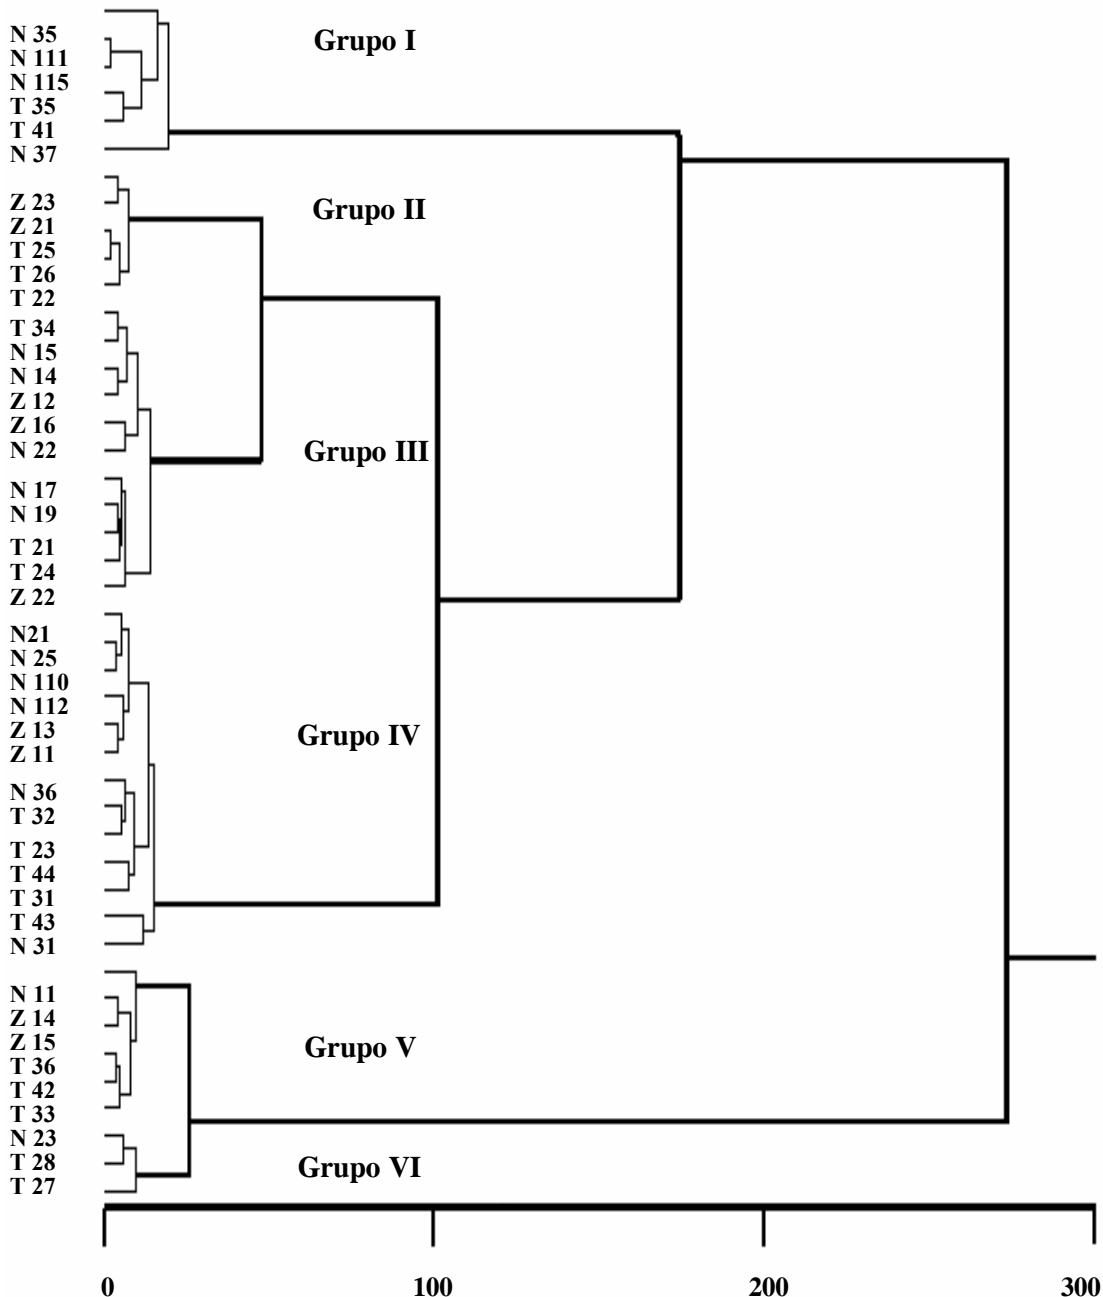 N 35
Grupo I
N 111
N 115
T 35
T 41
N 37
Z 23
Grupo II
Z 21
T 25
T 26
T 22
T 34
N 15
N 14
Z 12
Z 16
N 22
Grupo III
N 17
N 19
T 21
T 24
Z 22
N21
N 25
N 110
N 112
Z 13
Grupo IV
Z 11
N 36
T 32
T 23
T 44
T 31
T 43
N 31
N 11
Z 14
Z 15
Grupo V
T 36
T 42
T 33
N 23
T 28
Grupo VI
T 27
0 100 200 300